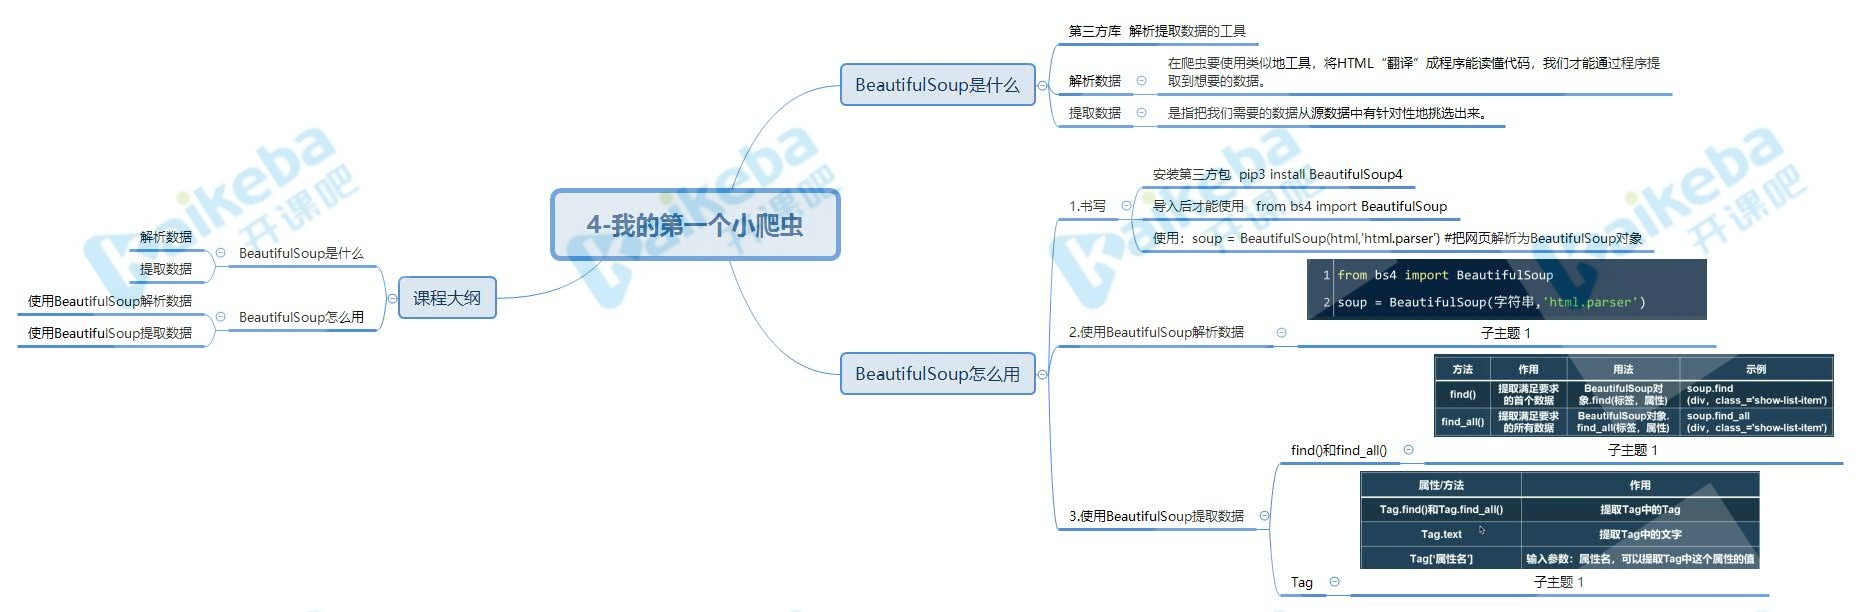 4-我的第一个小爬虫
课程大纲
BeautifulSoup是什么
解析数据
提取数据
BeautifulSoup怎么用
使用BeautifulSoup解析数据
使用BeautifulSoup提取数据
BeautifulSoup是什么
第三方库 解析提取数据的工具
解析数据
在爬虫要使用类似地工具，将HTML“翻译”成程序能读懂代码，我们才能通过程序提
取到想要的数据。
提取数据
是指把我们需要的数据从源数据中有针对性地挑选出来。
BeautifulSoup怎么用
1.书写
安装第三方包 pip3 install BeautifulSoup4
导入后才能使用 from bs4 import BeautifulSoup
使用：soup = BeautifulSoup(html,'html.parser') #把网页解析为BeautifulSoup对象
2.使用BeautifulSoup解析数据
1 from bs4 import BeautifulSoup
2 soup = BeautifulSoup(字符串,'html.parser')
子主题 1
3.使用BeautifulSoup提取数据
find()和find_all()
方法 作用 用法 示例
find() 提取满足要求的首个数据 BeautifulSoup对象.find(标签，属性) soup.find(div，class_='show-list-item')
find_all() 提取满足要求的所有数据 BeautifulSoup对象.find_all(标签，属性) soup.find_all(div，class_='show-list-item')
子主题 1
Tag
属性/方法 作用
Tag.find()和Tag.find_all() 提取Tag中的Tag
Tag.text 提取Tag中的文字
Tag['属性名'] 输入参数：属性名，可以提取Tag中这个属性的值
子主题 1
Kaikeba
开课吧
Kaikeba
开课吧
Kaikeba
开课吧
Kaikeba
开课吧